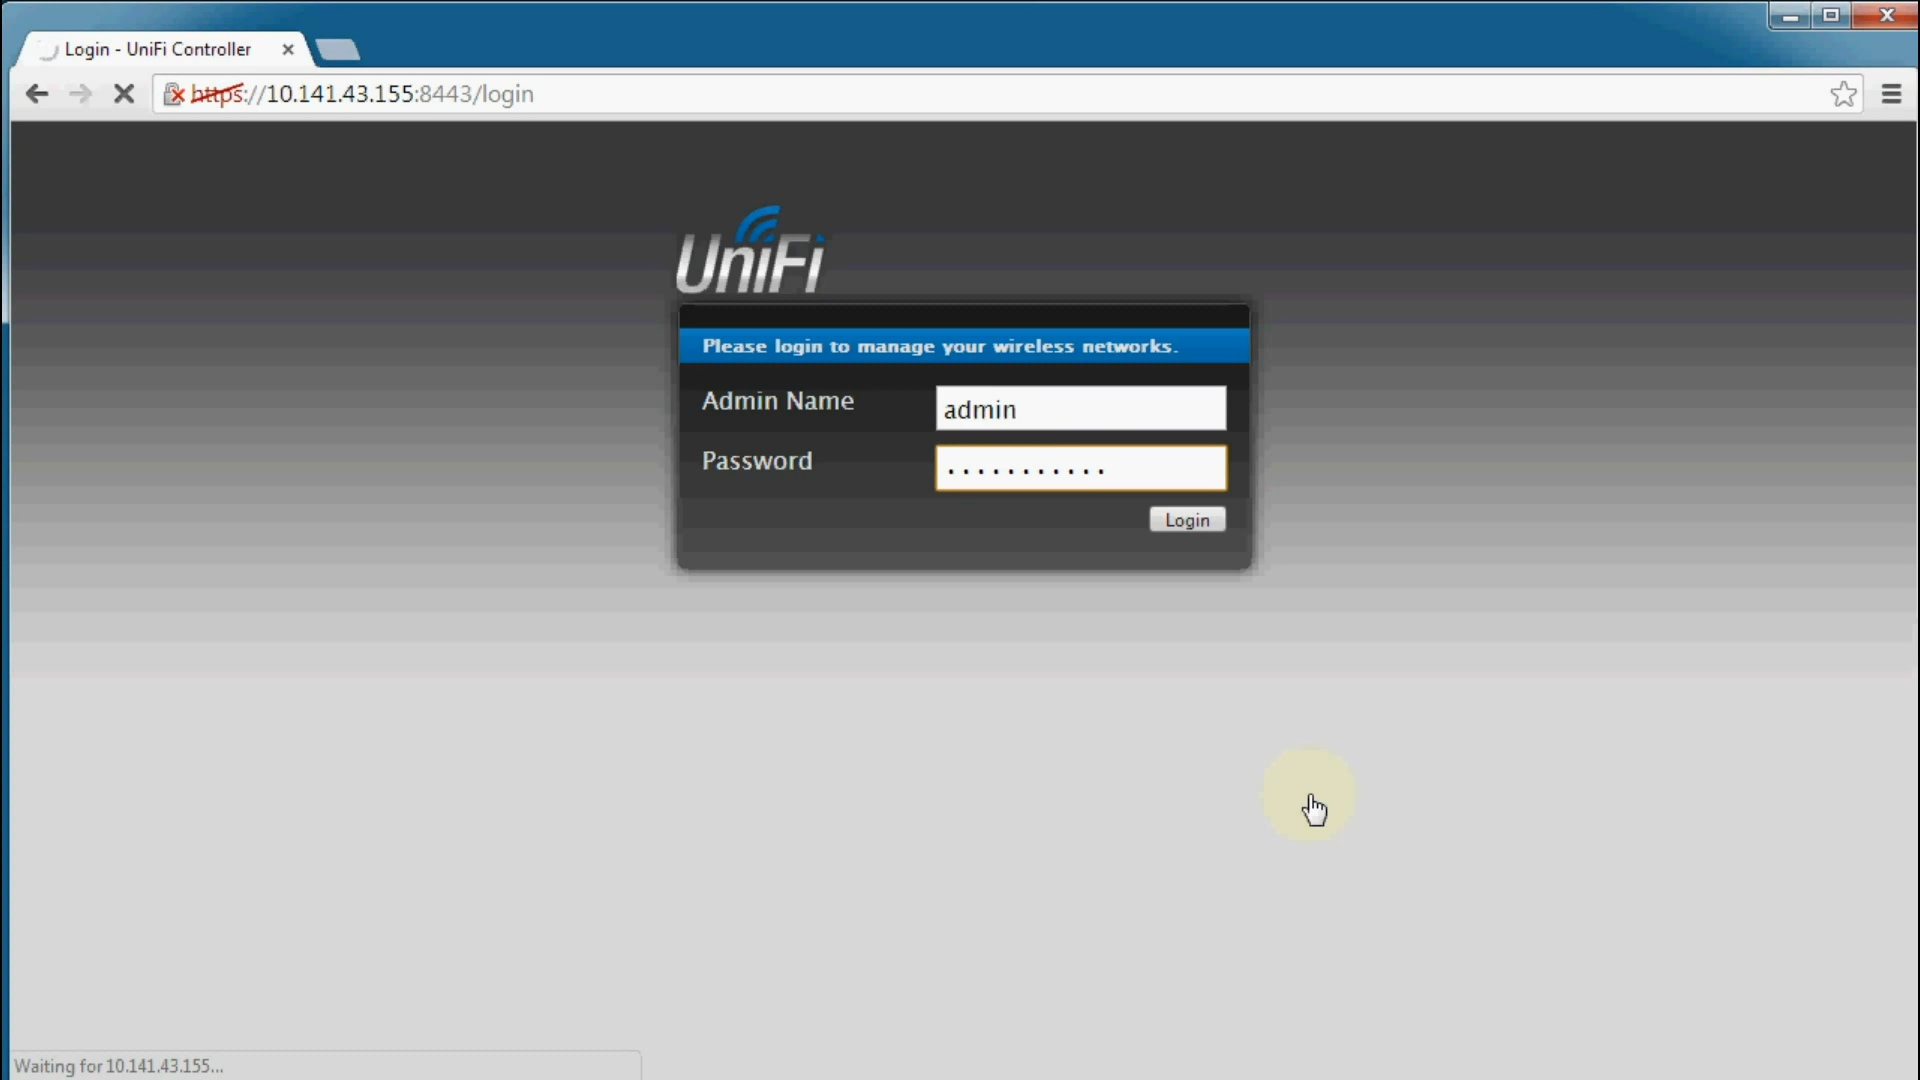 Login - UniFi Controller
https://10.141.43.155:8443/login
UniFi
Please login to manage your wireless networks.
Admin Name
admin
Password
...........
Login
Waiting for 10.141.43.155...